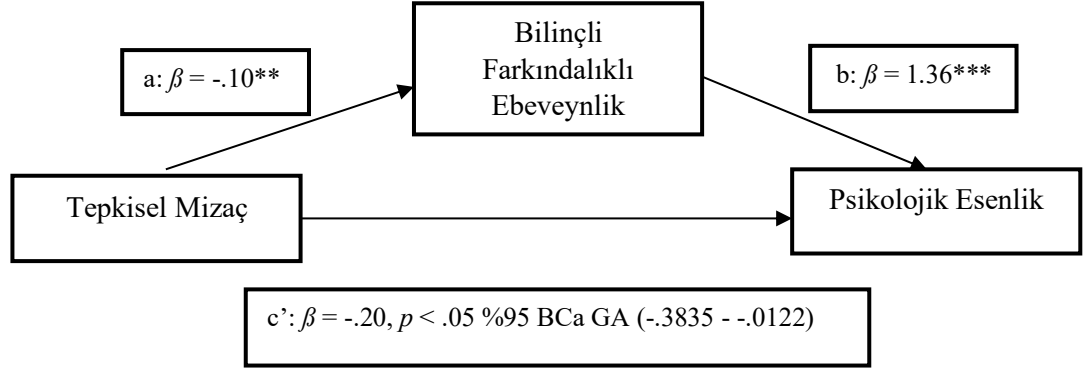 Bilinçli
Farkındalıklı
Ebeveynlik
a: β = -.10**
b: β = 1.36***
Tepkisel Mizaç
Psikolojik Esenlik
c’: β = -.20, p < .05 %95 BCa GA (-.3835 - -.0122)